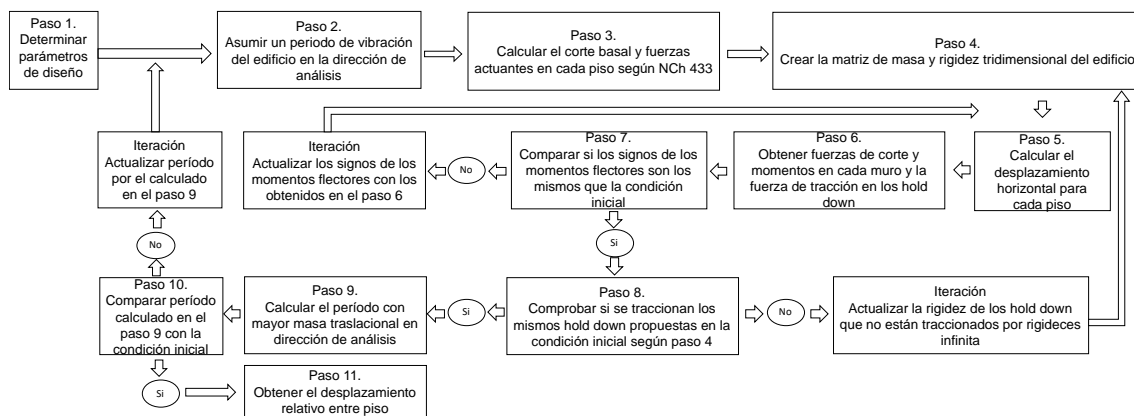 Paso 1.
Determinar
parámetros
de diseño
Paso 2.
Asumir un periodo de vibración
del edificio en la dirección de
análisis
Paso 3.
Calcular el corte basal y fuerzas
actuantes en cada piso según NCh 433
Paso 4.
Crear la matriz de masa y rigidez tridimensional del edificio
Iteración
Actualizar período
por el calculado
en el paso 9
Iteración
Actualizar los signos de los
momentos flectores con los
obtenidos en el paso 6
No
Paso 7.
Comparar si los signos de los
momentos flectores son los
mismos que la condición
inicial
Paso 6.
Obtener fuerzas de corte y
momentos en cada muro y la
fuerza de tracción en los hold
down
Paso 5.
Calcular el
desplazamiento
horizontal para
cada piso
No
Si
Paso 10.
Comparar período
calculado en el
paso 9 con la
condición inicial
Paso 9.
Calcular el período con
mayor masa traslacional en
dirección de análisis
Si
Paso 8.
Comprobar si se traccionan los
mismos hold down propuestas en la
condición inicial según paso 4
No
Iteración
Actualizar la rigidez de los hold down
que no están traccionados por rigideces
infinita
Si
Paso 11.
Obtener el desplazamiento
relativo entre piso